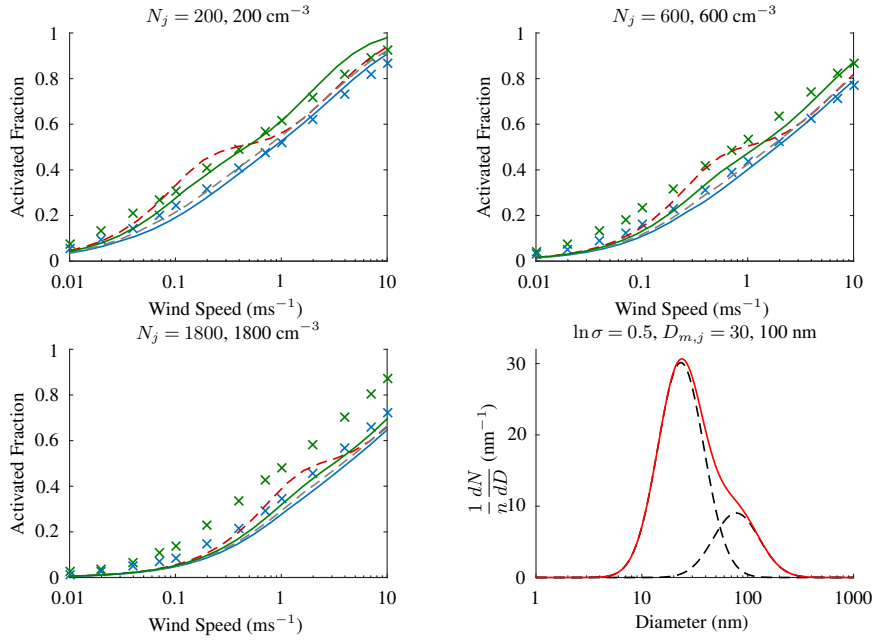 N_j = 200, 200 cm⁻³
Activated Fraction
1
0.8
0.6
0.4
0.2
0
0.01 0.1 1 10
Wind Speed (ms⁻¹)
N_j = 600, 600 cm⁻³
Activated Fraction
1
0.8
0.6
0.4
0.2
0
0.01 0.1 1 10
Wind Speed (ms⁻¹)
N_j = 1800, 1800 cm⁻³
Activated Fraction
1
0.8
0.6
0.4
0.2
0
0.01 0.1 1 10
Wind Speed (ms⁻¹)
ln σ = 0.5, D_{m,j} = 30, 100 nm
1/n dN/dD (nm⁻¹)
30
20
10
0
1 10 100 1000
Diameter (nm)